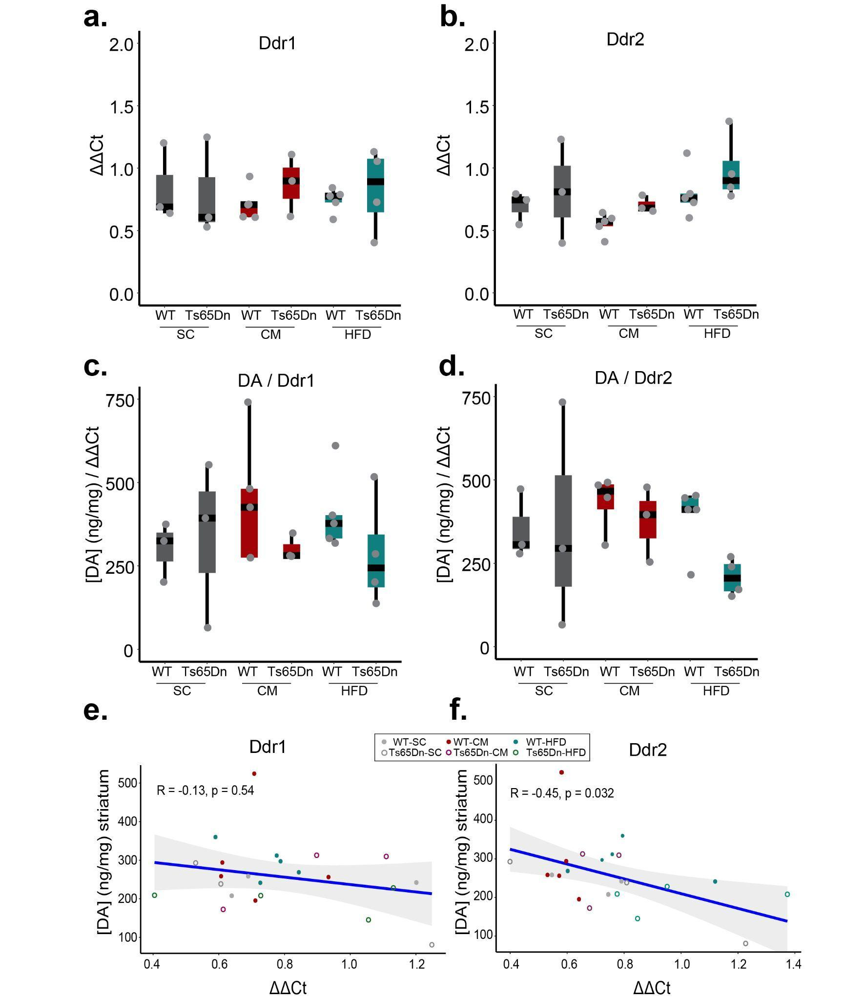 a.
Ddr1
2.0
1.5
1.0
0.5
0.0
ΔΔCt
WT Ts65Dn WT Ts65Dn WT Ts65Dn
SC CM HFD
b.
Ddr2
2.0
1.5
1.0
0.5
0.0
ΔΔCt
WT Ts65Dn WT Ts65Dn WT Ts65Dn
SC CM HFD
c.
DA / Ddr1
750
500
250
0
[DA] (ng/mg) / ΔΔCt
WT Ts65Dn WT Ts65Dn WT Ts65Dn
SC CM HFD
d.
DA / Ddr2
750
500
250
0
[DA] (ng/mg) / ΔΔCt
WT Ts65Dn WT Ts65Dn WT Ts65Dn
SC CM HFD
e.
Ddr1
R = -0.13, p = 0.54
500
400
300
200
100
[DA] (ng/mg) striatum
0.4 0.6 0.8 1.0 1.2
ΔΔCt
WT-SC WT-CM WT-HFD
Ts65Dn-SC Ts65Dn-CM Ts65Dn-HFD
f.
Ddr2
R = -0.45, p = 0.032
500
400
300
200
100
[DA] (ng/mg) striatum
0.4 0.6 0.8 1.0 1.2 1.4
ΔΔCt